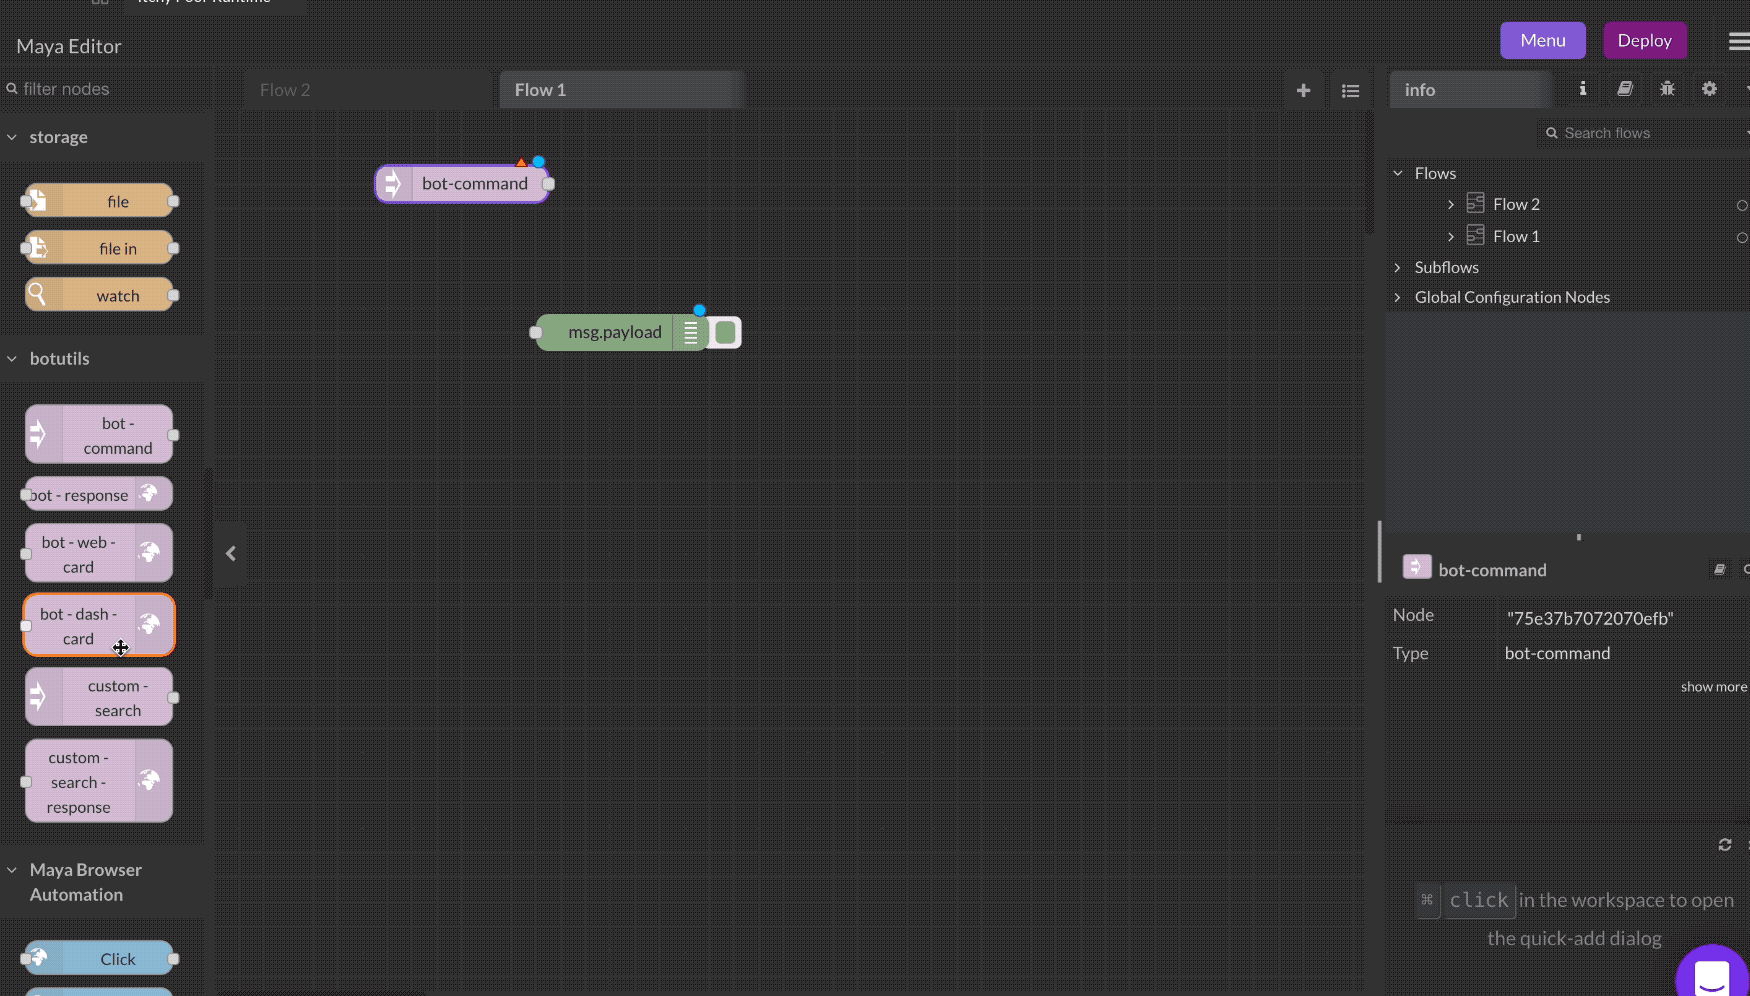 Maya Editor
Menu
Deploy
filter nodes
Flow 2
Flow 1
info
Search flows
storage
file
file in
watch
botutils
bot -
command
bot - response
bot - web -
card
bot - dash -
card
custom -
search
custom -
search -
response
Maya Browser
Automation
Click
bot-command
msg.payload
Flows
Flow 2
Flow 1
Subflows
Global Configuration Nodes
bot-command
Node
"75e37b7072070efb"
Type
bot-command
show more
⌘ click in the workspace to open
the quick-add dialog